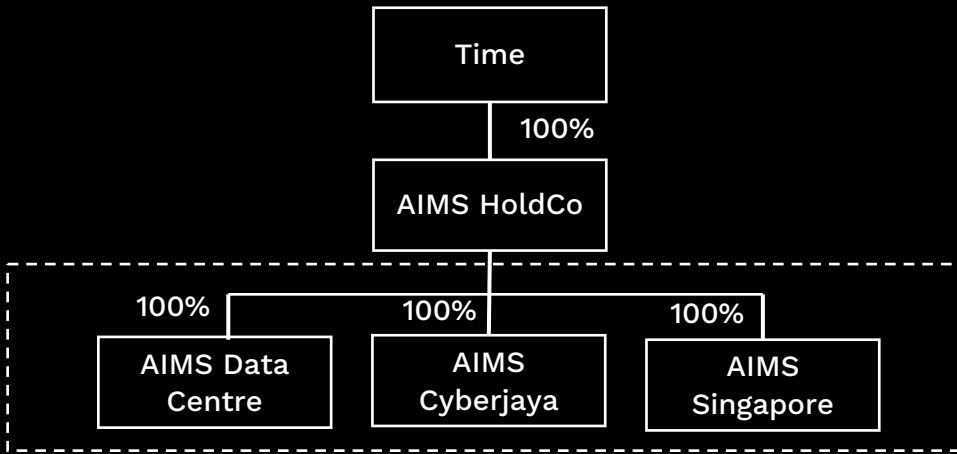 Time
100%
AIMS HoldCo
100%
100%
100%
AIMS Data
Centre
AIMS
Cyberjaya
AIMS
Singapore